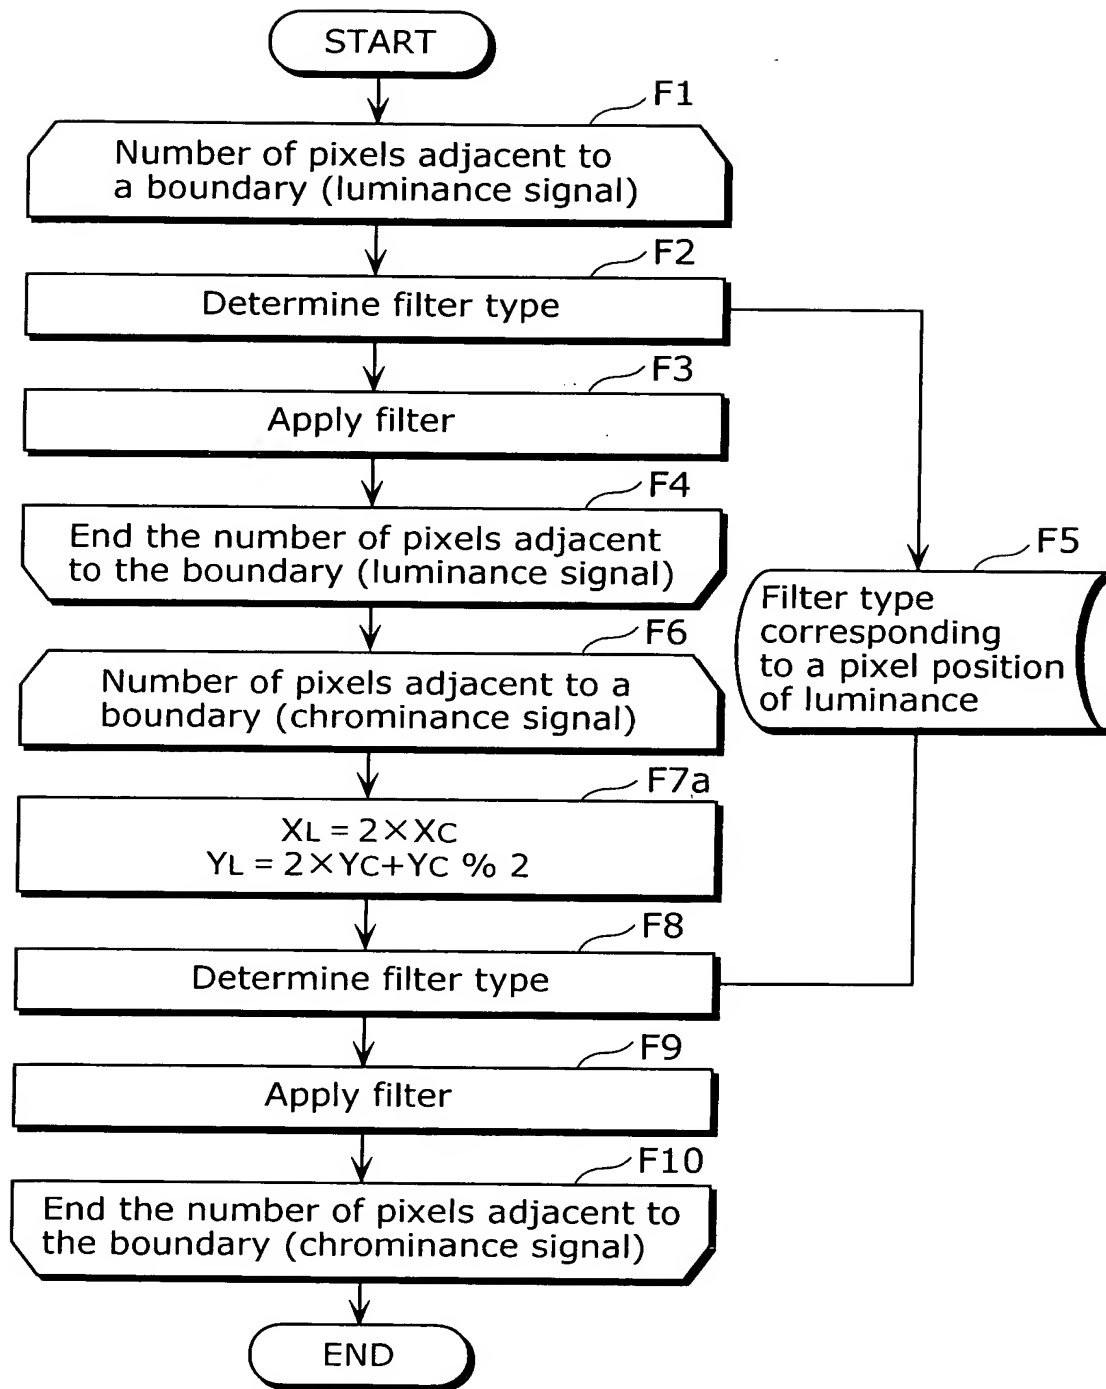 START
F1
Number of pixels adjacent to
a boundary (luminance signal)
F2
Determine filter type
F3
Apply filter
F4
End the number of pixels adjacent
to the boundary (luminance signal)
F5
Filter type
corresponding
to a pixel position
of luminance
F6
Number of pixels adjacent to a
boundary (chrominance signal)
F7a
XL = 2×XC
YL = 2×YC+YC % 2
F8
Determine filter type
F9
Apply filter
F10
End the number of pixels adjacent to
the boundary (chrominance signal)
END